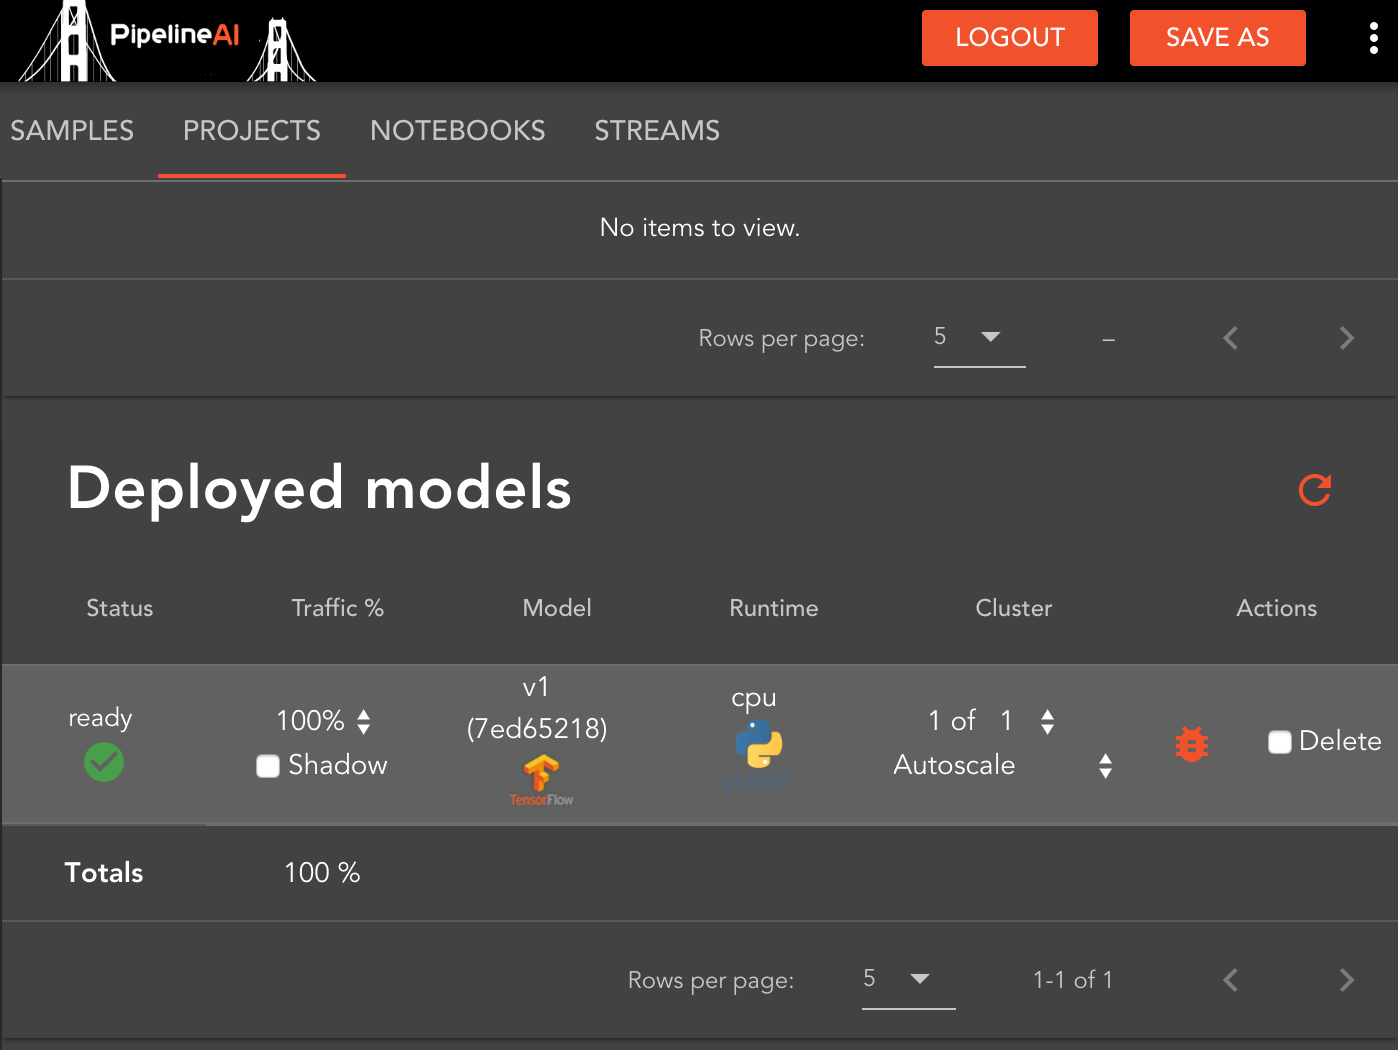 PipelineAI
LOGOUT
SAVE AS
SAMPLES
PROJECTS
NOTEBOOKS
STREAMS
No items to view.
Rows per page: 5 –
Deployed models
Status Traffic % Model Runtime Cluster Actions
ready
100%
Shadow
v1
(7ed65218)
TensorFlow
cpu
python
1 of 1
Autoscale
Delete
Totals 100 %
Rows per page: 5 1-1 of 1